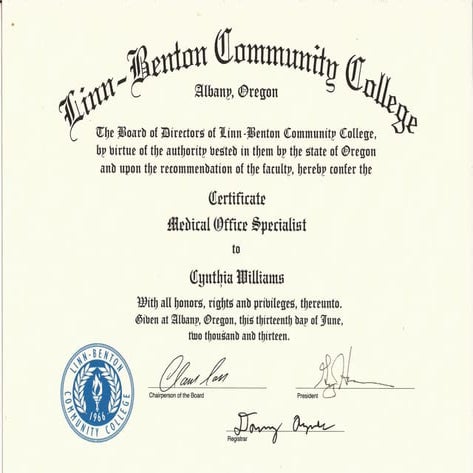 Linn-Benton Community College
Albany, Oregon
The Board of Directors of Linn-Benton Community College,
by virtue of the authority vested in them by the state of Oregon
and upon the recommendation of the faculty, hereby confer the
Certificate
Medical Office Specialist
to
Cynthia Williams
With all honors, rights and privileges, thereunto.
Given at Albany, Oregon, this thirteenth day of June,
two thousand and thirteen.
LINN-BENTON
COMMUNITY COLLEGE
1966
Chairperson of the Board
President
Registrar